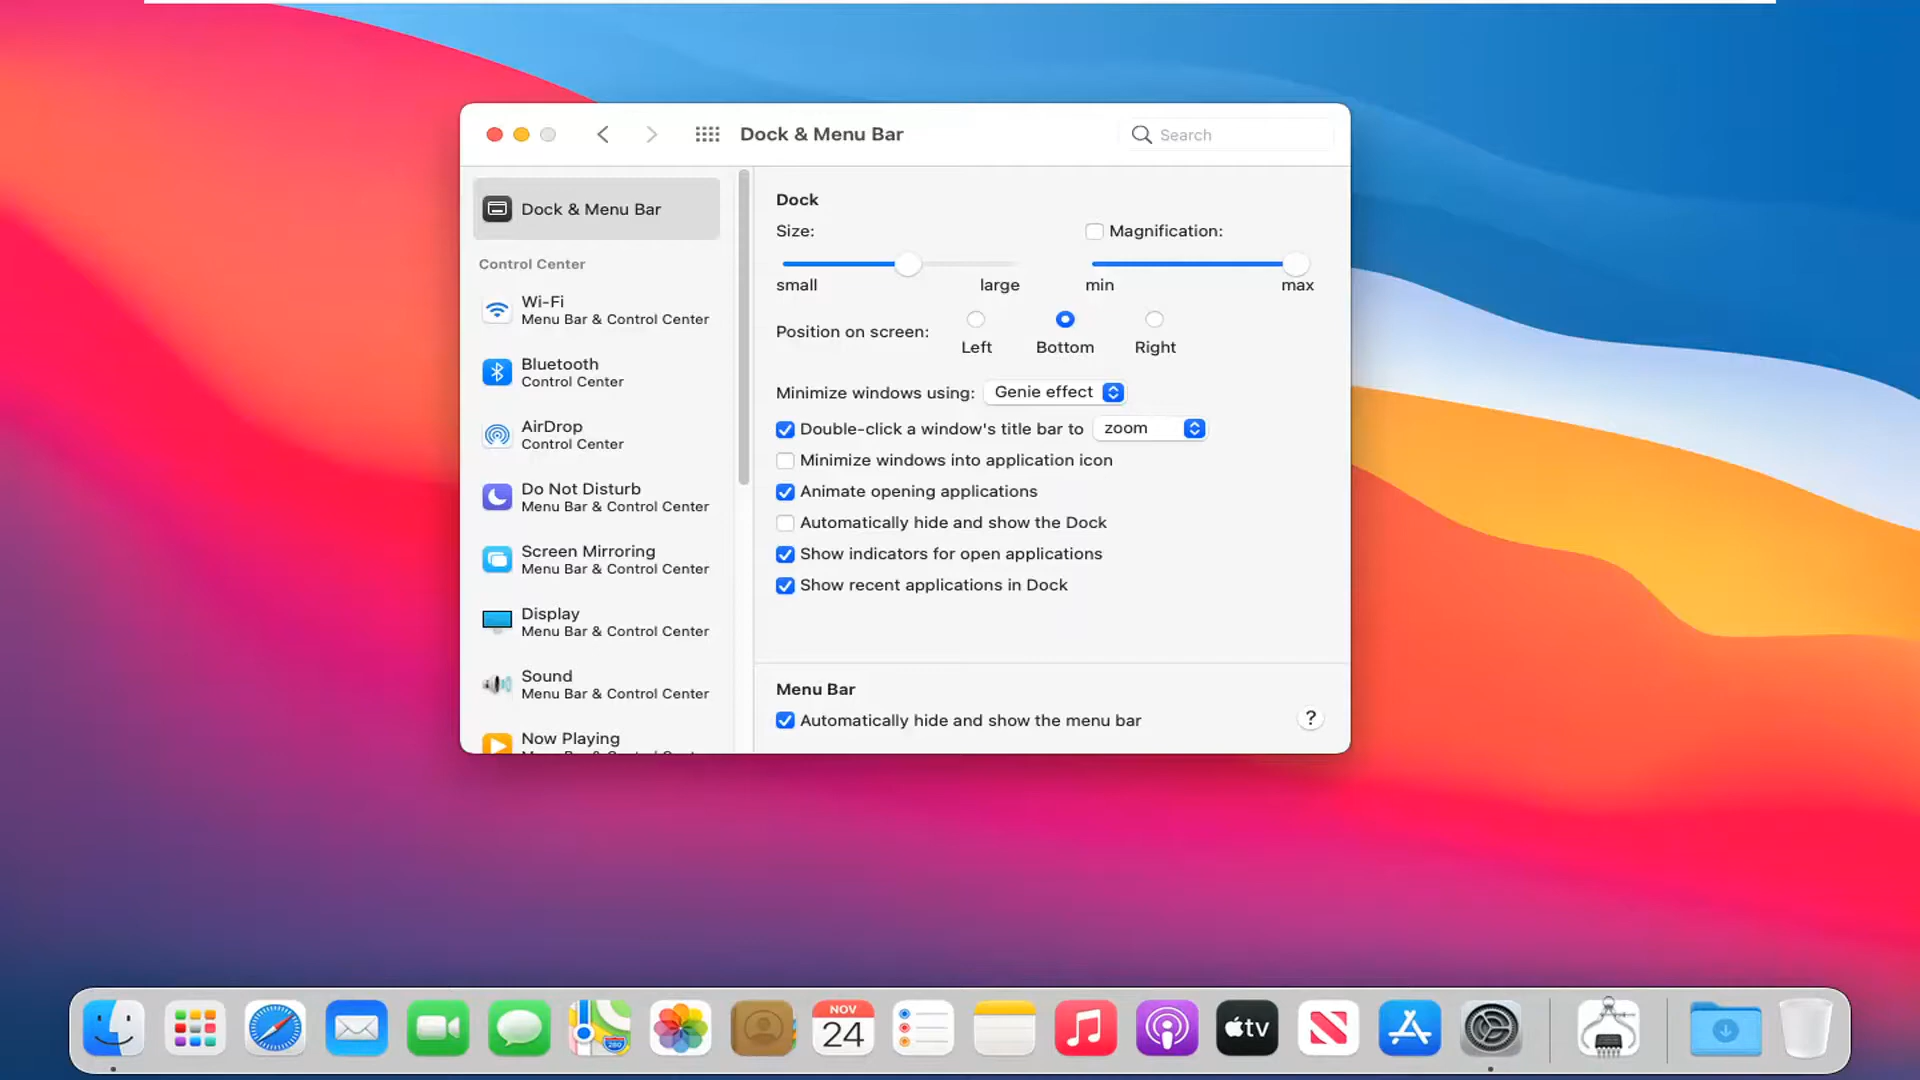 Dock & Menu Bar
Search
Dock & Menu Bar
Control Center
Wi-Fi
Menu Bar & Control Center
Bluetooth
Control Center
AirDrop
Control Center
Do Not Disturb
Menu Bar & Control Center
Screen Mirroring
Menu Bar & Control Center
Display
Menu Bar & Control Center
Sound
Menu Bar & Control Center
Now Playing
Dock
Size:
small large
Magnification:
min max
Position on screen:
Left Bottom Right
Minimize windows using: Genie effect
Double-click a window's title bar to zoom
Minimize windows into application icon
Animate opening applications
Automatically hide and show the Dock
Show indicators for open applications
Show recent applications in Dock
Menu Bar
Automatically hide and show the menu bar
?
280
NOV
24
tv